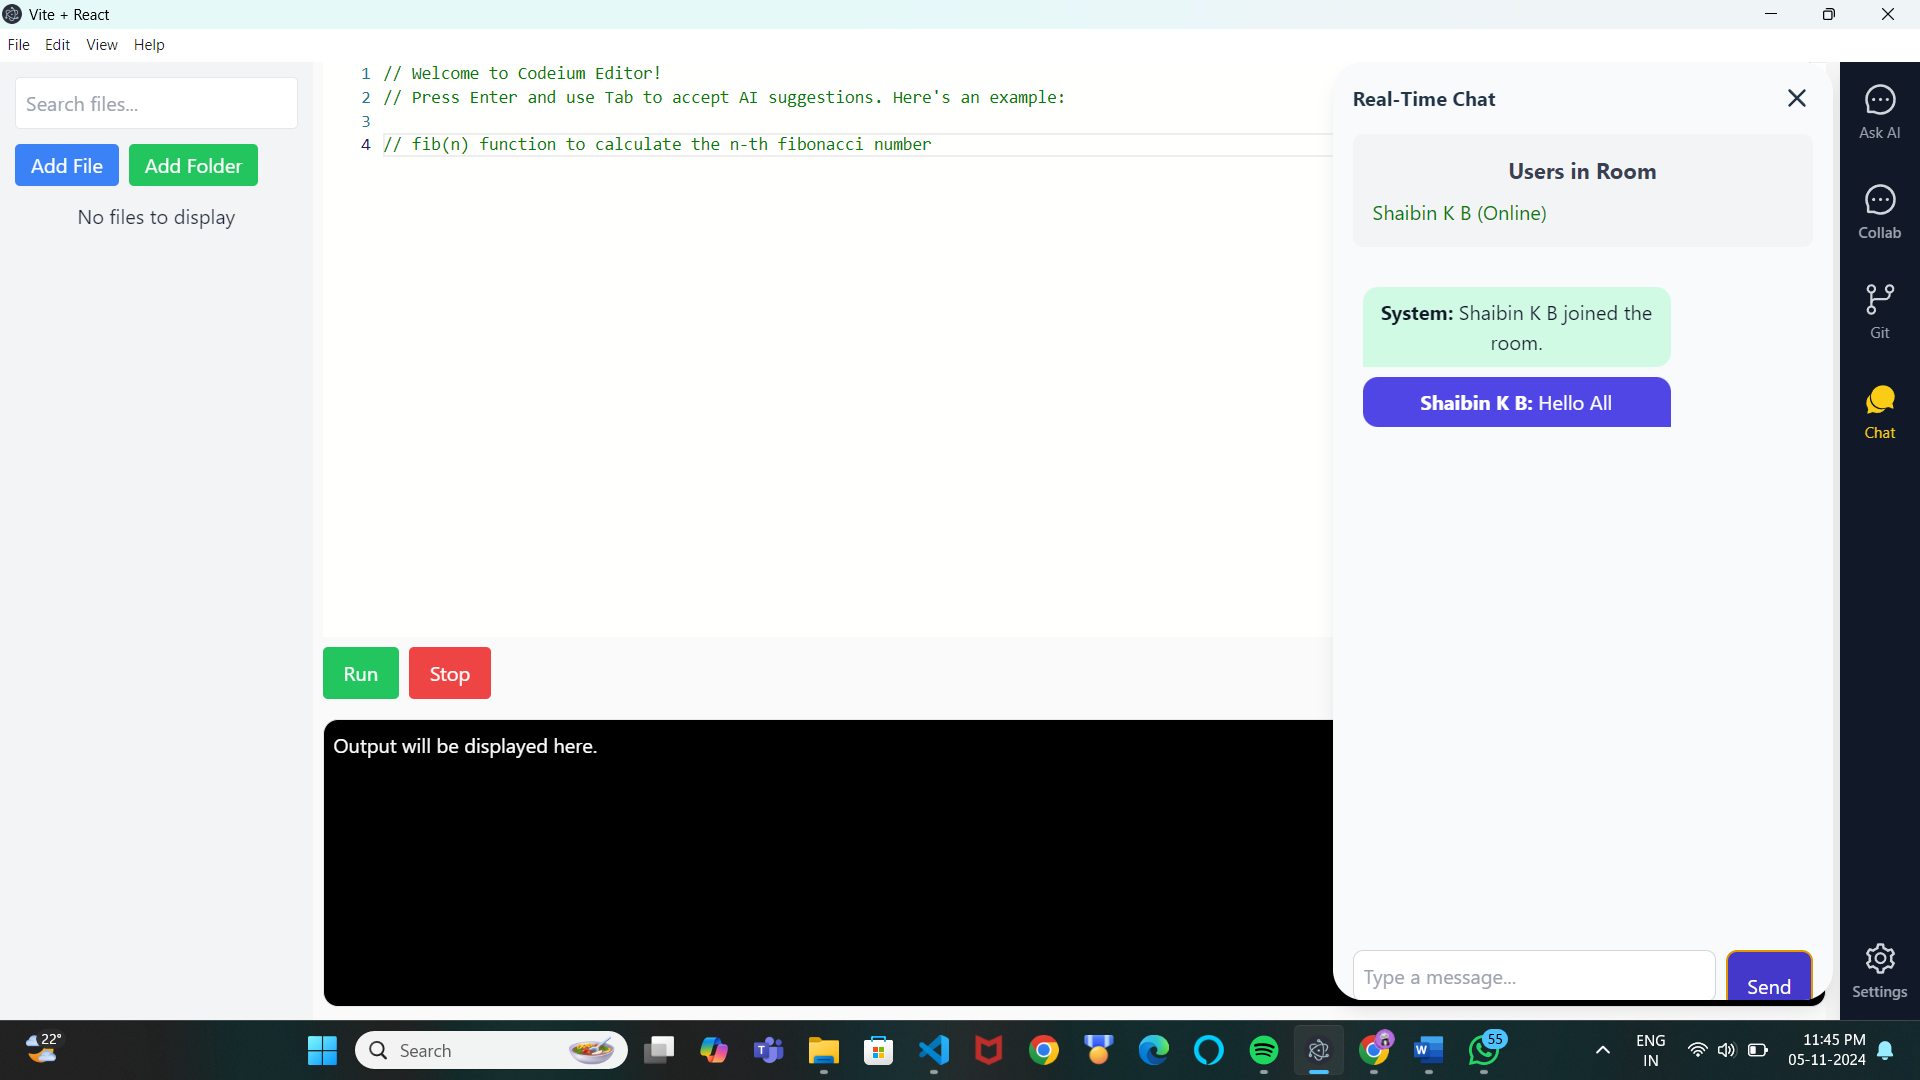 Vite + React
File Edit View Help
Search files...
Add File Add Folder
No files to display
1 // Welcome to Codeium Editor!
2 // Press Enter and use Tab to accept AI suggestions. Here's an example:
3
4 // fib(n) function to calculate the n-th fibonacci number
Run Stop
Output will be displayed here.
Real-Time Chat
Users in Room
Shaibin K B (Online)
System: Shaibin K B joined the
room.
Shaibin K B: Hello All
Type a message...
Send
Ask AI
Collab
Git
Chat
Settings
22°
Search
55
ENG
IN
11:45 PM
05-11-2024